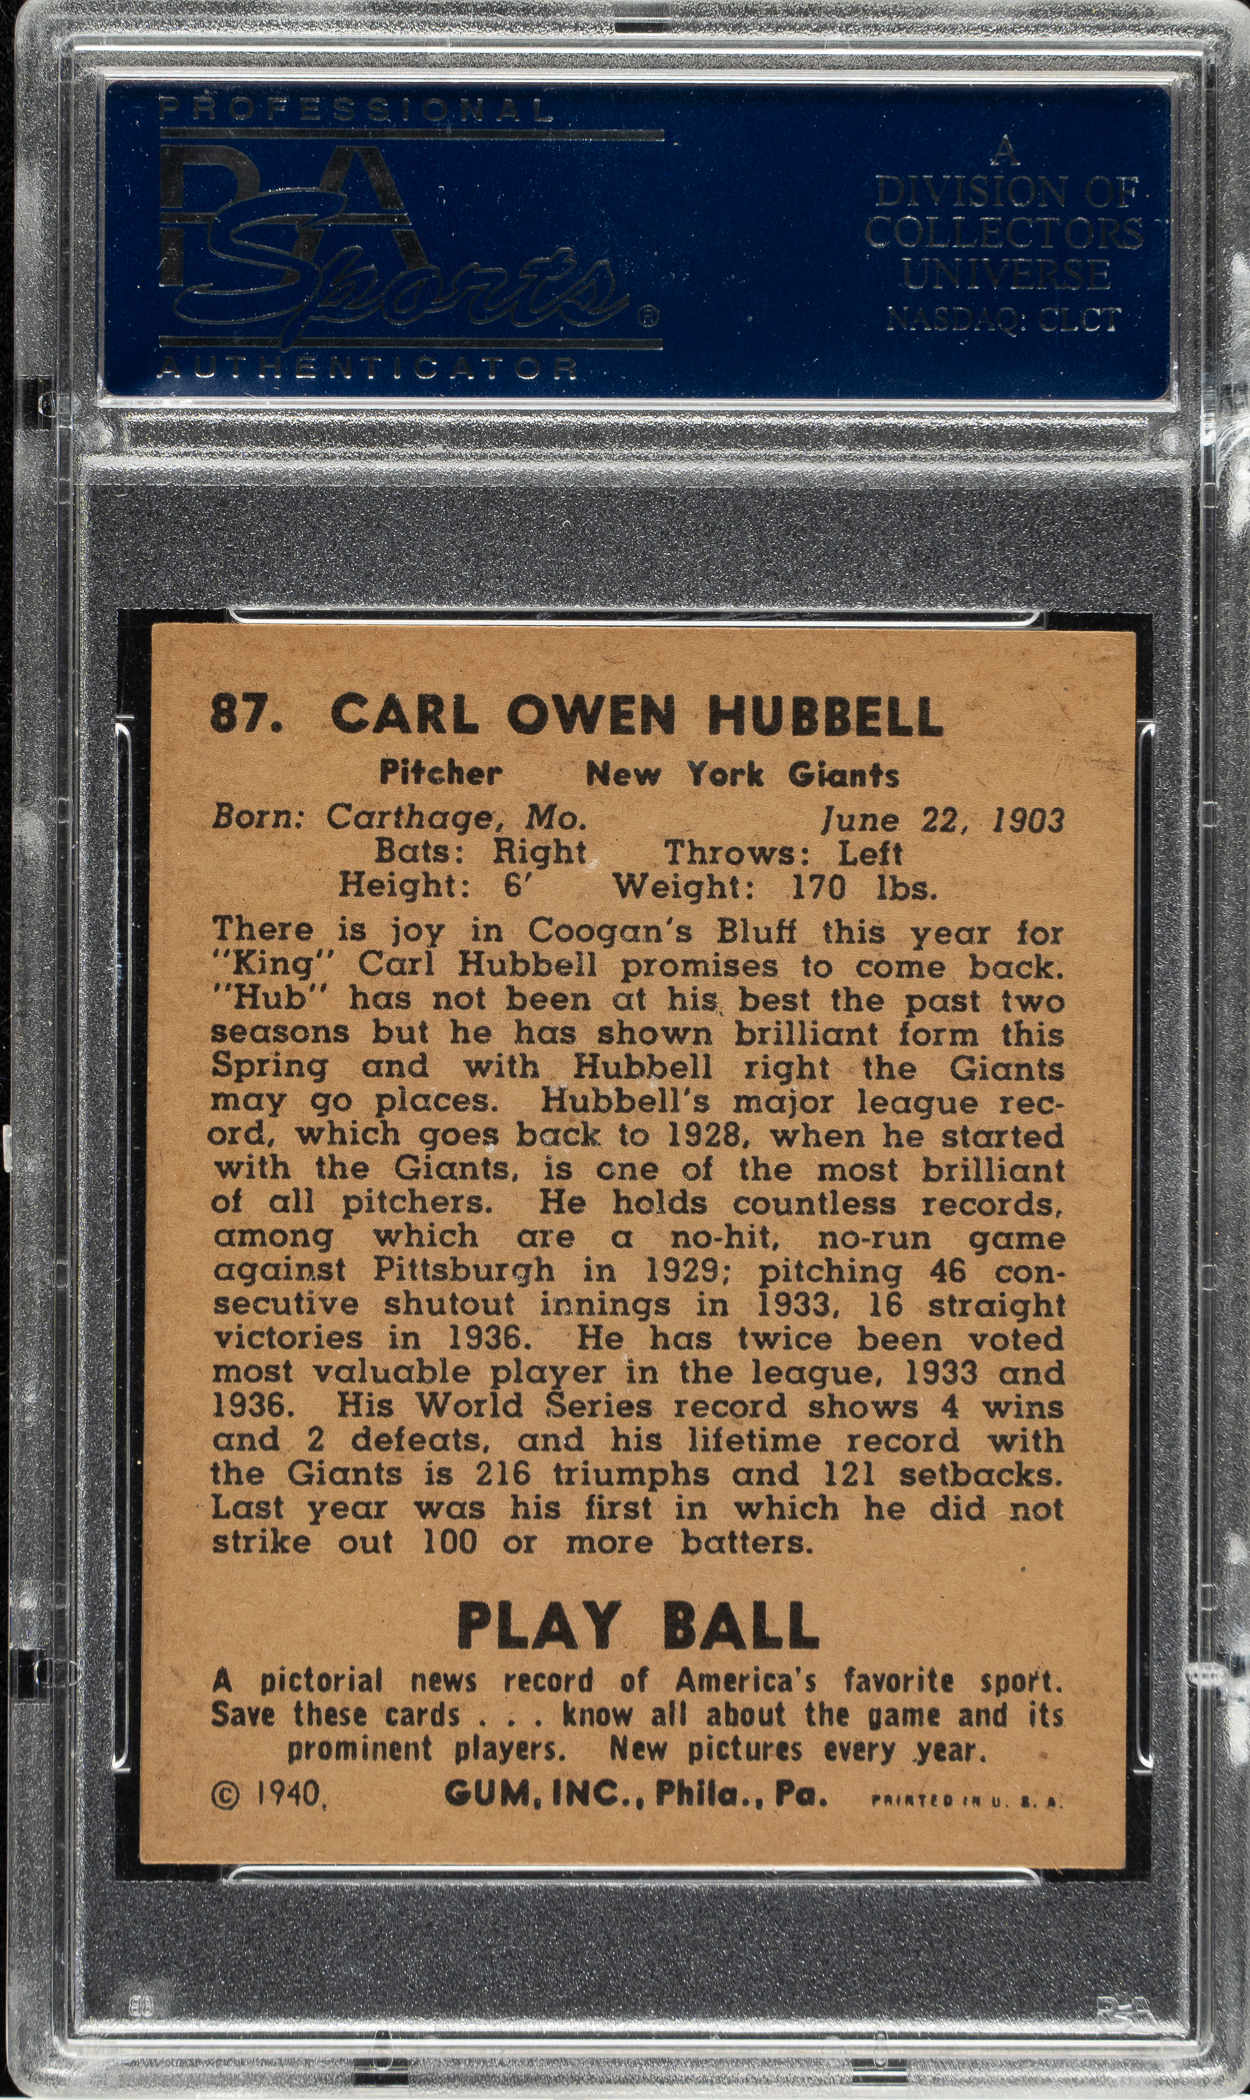 PROFESSIONAL
PSA
Sports®
AUTHENTICATOR
A
DIVISION OF
COLLECTORS
UNIVERSE
NASDAQ: CLCT
87. CARL OWEN HUBBELL
Pitcher New York Giants
Born: Carthage, Mo. June 22, 1903
Bats: Right Throws: Left
Height: 6′ Weight: 170 lbs.
There is joy in Coogan's Bluff this year for
"King" Carl Hubbell promises to come back.
"Hub" has not been at his best the past two
seasons but he has shown brilliant form this
Spring and with Hubbell right the Giants
may go places. Hubbell's major league rec-
ord, which goes back to 1928, when he started
with the Giants, is one of the most brilliant
of all pitchers. He holds countless records,
among which are a no-hit, no-run game
against Pittsburgh in 1929; pitching 46 con-
secutive shutout innings in 1933, 16 straight
victories in 1936. He has twice been voted
most valuable player in the league, 1933 and
1936. His World Series record shows 4 wins
and 2 defeats, and his lifetime record with
the Giants is 216 triumphs and 121 setbacks.
Last year was his first in which he did not
strike out 100 or more batters.
PLAY BALL
A pictorial news record of America's favorite sport.
Save these cards . . . know all about the game and its
prominent players. New pictures every year.
© 1940, GUM, INC., Phila., Pa. PRINTED IN U. S. A.
PSA